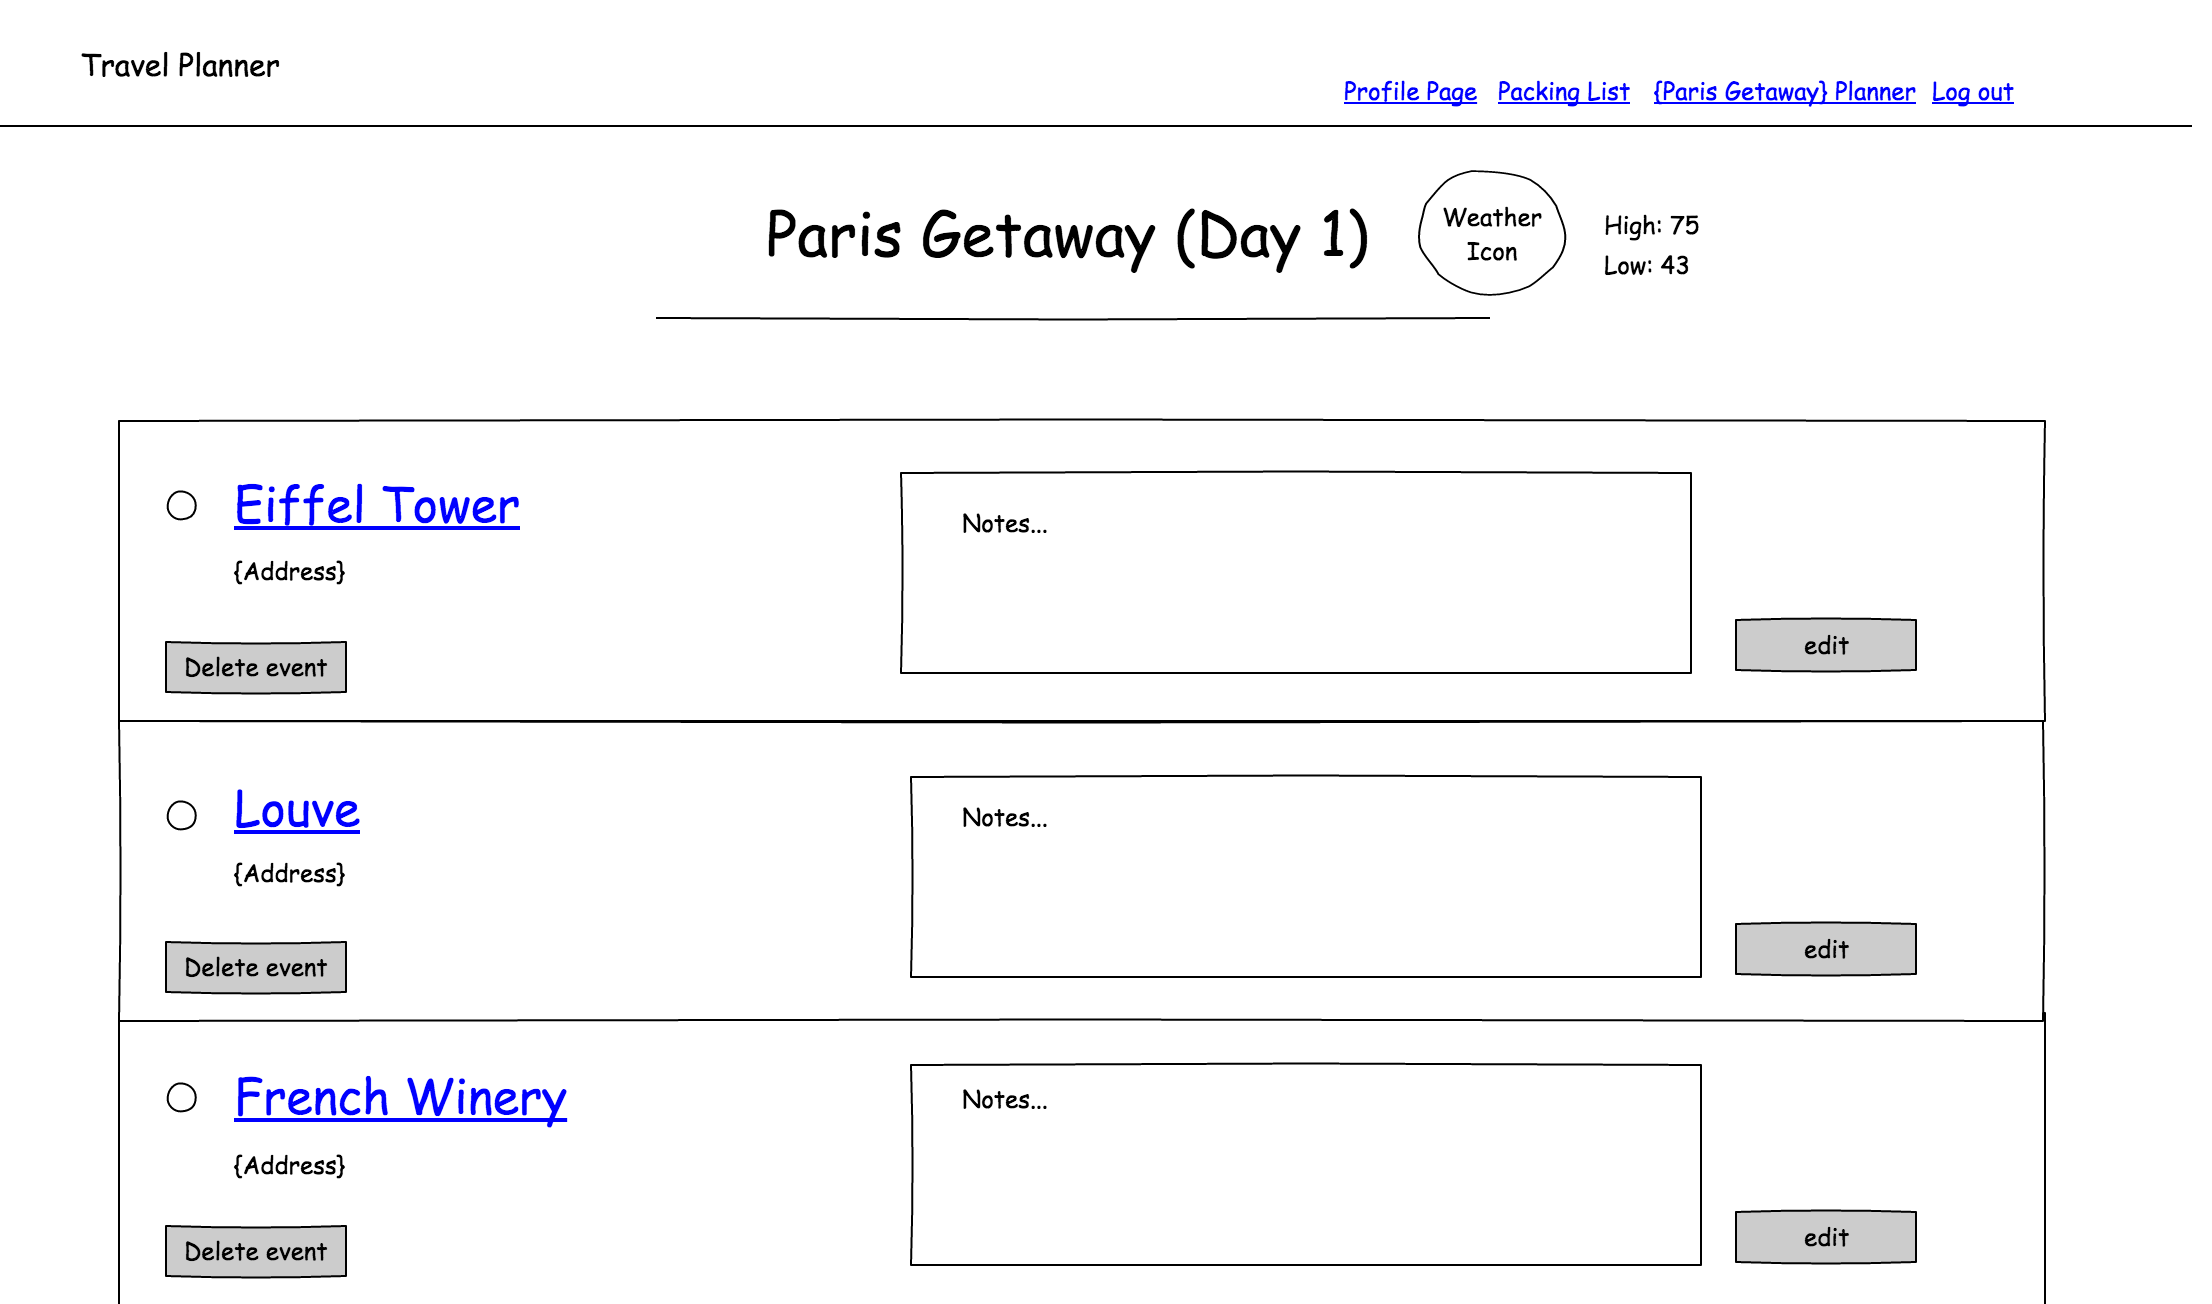 Travel Planner
Profile Page Packing List {Paris Getaway} Planner Log out
Paris Getaway (Day 1)
Weather
Icon
High: 75
Low: 43
Eiffel Tower
{Address}
Notes...
Delete event
edit
Louve
{Address}
Notes...
Delete event
edit
French Winery
{Address}
Notes...
Delete event
edit